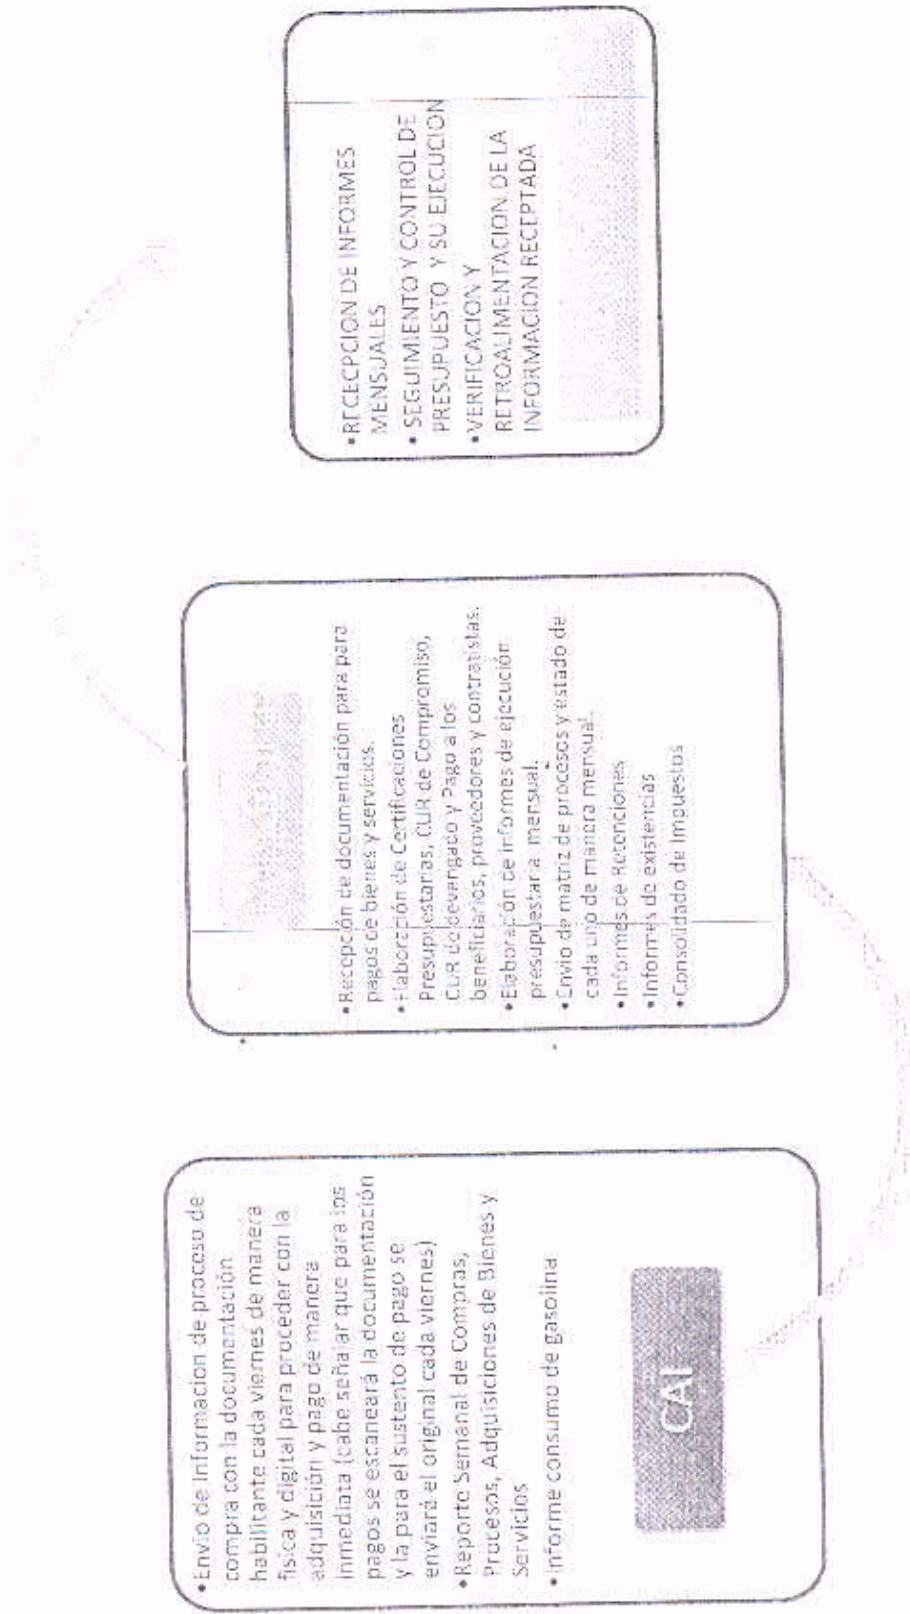 •Envio de Informacion de proceso de
compra con la documentación
habilitante cada viernes de manera
fisica y digital para proceder con la
adquisición y pago de manera
inmediata (cabe señalar que para los
pagos se escaneará la documentación
y la para el sustento de pago se
enviará el original cada viernes)
•Reporte Semanal de Compras,
Procesos, Adquisiciones de Bienes y
Servicios
•Informe consumo de gasolina
CAI
•Recepción de documentación para para
pagos de bienes y servicios.
•Elaboración de Certificaciones
Presupuestarias, CUR de Compromiso,
CUR de devengado y Pago a los
beneficiarios, proveedores y contratistas.
•Elaboración de informes de ejecución
presupuestaria mensual.
•Envio de matriz de procesos y estado de
cada uno de manera mensual.
•Informes de Retenciones
•Informes de existencias
•Consolidado de Impuestos
•RECECPCION DE INFORMES
MENSUALES
•SEGUIMIENTO Y CONTROL DE
PRESUPUESTO Y SU EJECUCION
•VERIFICACION Y
RETROALIMENTACION DE LA
INFORMACION RECEPTADA